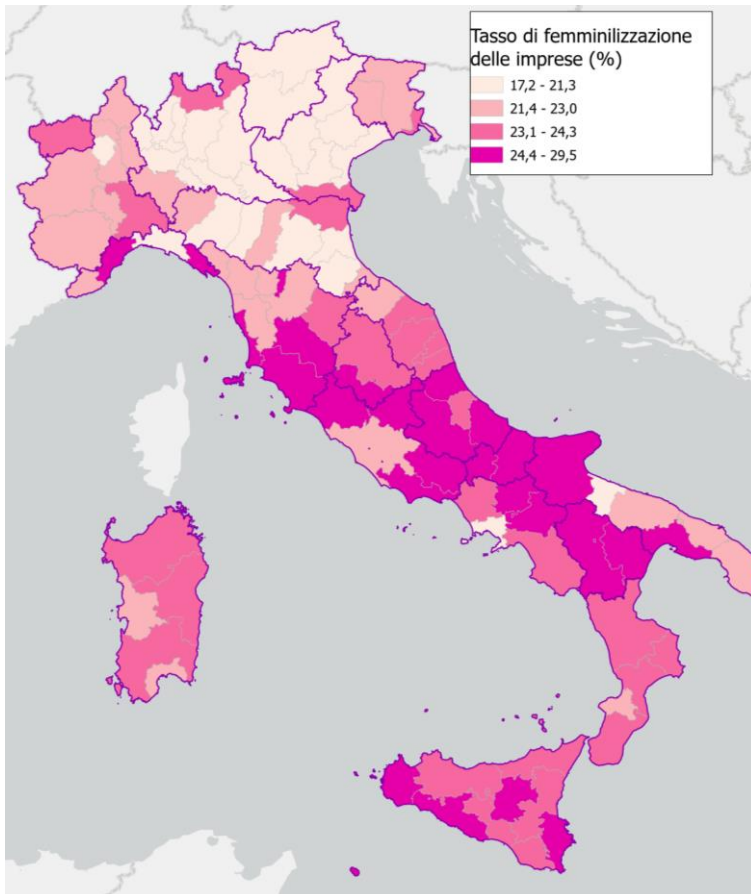 Tasso di femminilizzazione
delle imprese (%)
17,2 - 21,3
21,4 - 23,0
23,1 - 24,3
24,4 - 29,5